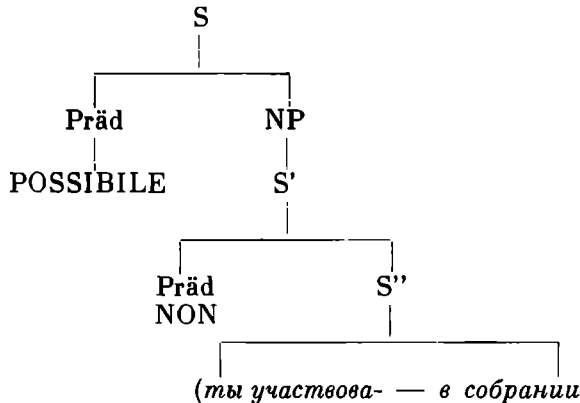 S
Präd NP
POSSIBILE S'
Präd S''
NON
(ты участвова- — в собрании